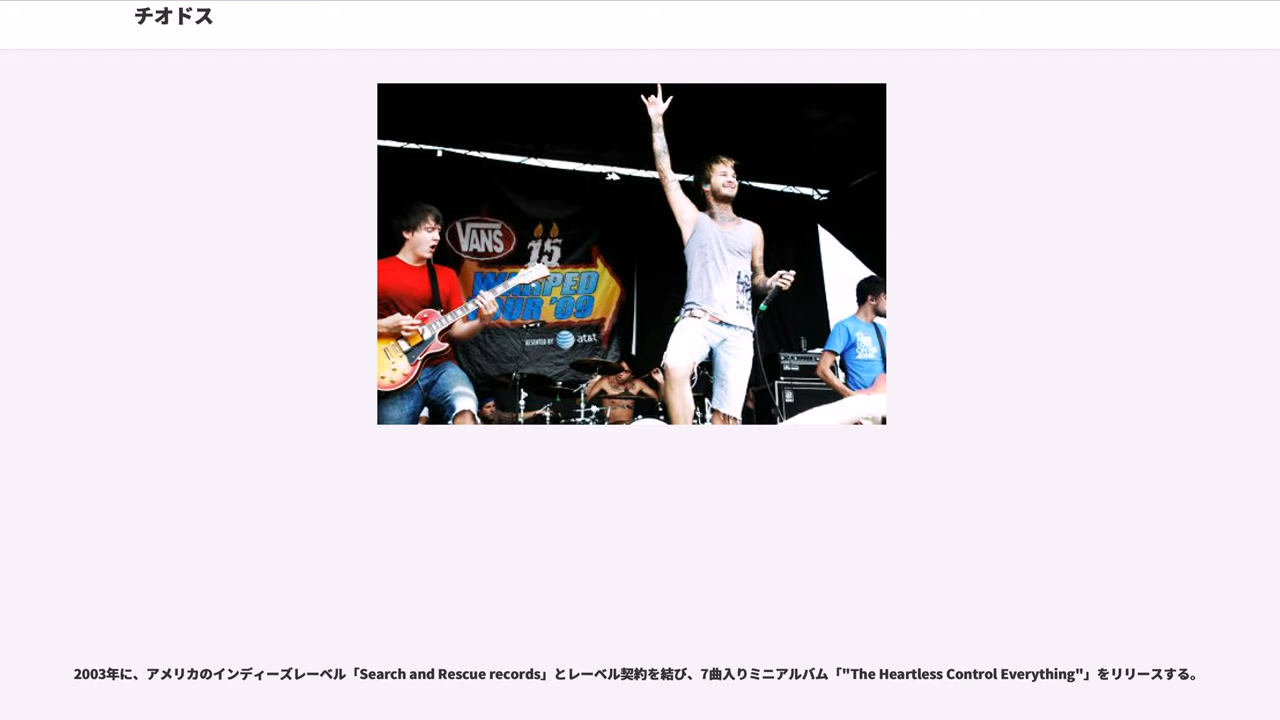 チオドス
VANS
15
WARPED
TOUR '09
PRESENTED BY at&t
2003年に、アメリカのインディーズレーベル「Search and Rescue records」とレーベル契約を結び、7曲入りミニアルバム「"The Heartless Control Everything"」をリリースする。